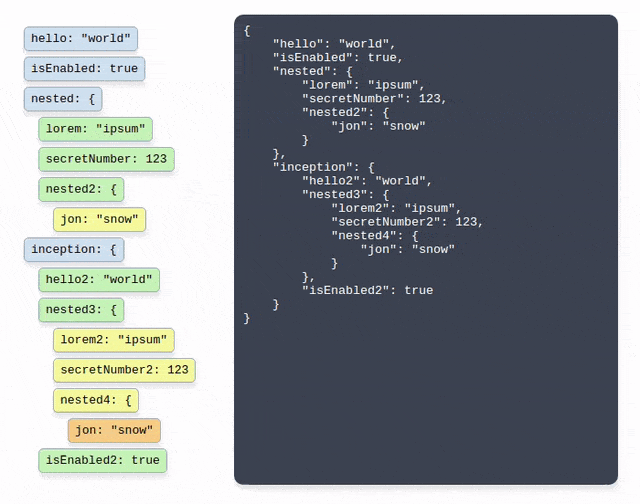 hello: "world"
isEnabled: true
nested: {
lorem: "ipsum"
secretNumber: 123
nested2: {
jon: "snow"
inception: {
hello2: "world"
nested3: {
lorem2: "ipsum"
secretNumber2: 123
nested4: {
jon: "snow"
isEnabled2: true
{
    "hello": "world",
    "isEnabled": true,
    "nested": {
        "lorem": "ipsum",
        "secretNumber": 123,
        "nested2": {
            "jon": "snow"
        }
    },
    "inception": {
        "hello2": "world",
        "nested3": {
            "lorem2": "ipsum",
            "secretNumber2": 123,
            "nested4": {
                "jon": "snow"
            }
        },
        "isEnabled2": true
    }
}